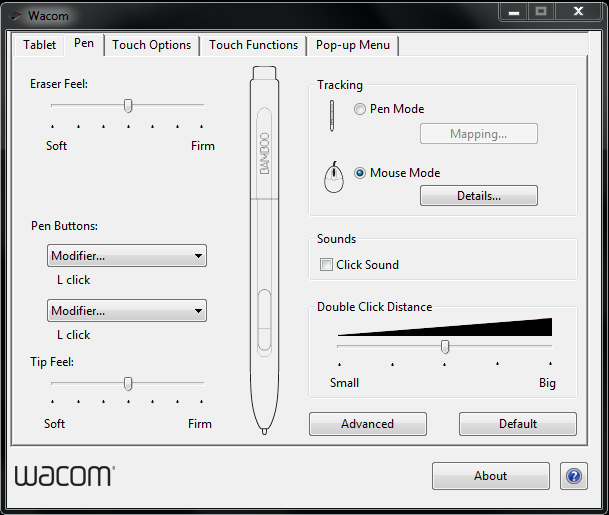 Wacom
Tablet
Pen
Touch Options
Touch Functions
Pop-up Menu
Eraser Feel:
Soft
Firm
Pen Buttons:
Modifier...
L click
Modifier...
L click
Tip Feel:
Soft
Firm
BAMBOO
Tracking
Pen Mode
Mapping...
Mouse Mode
Details...
Sounds
Click Sound
Double Click Distance
Small
Big
Advanced
Default
wacom
About
?